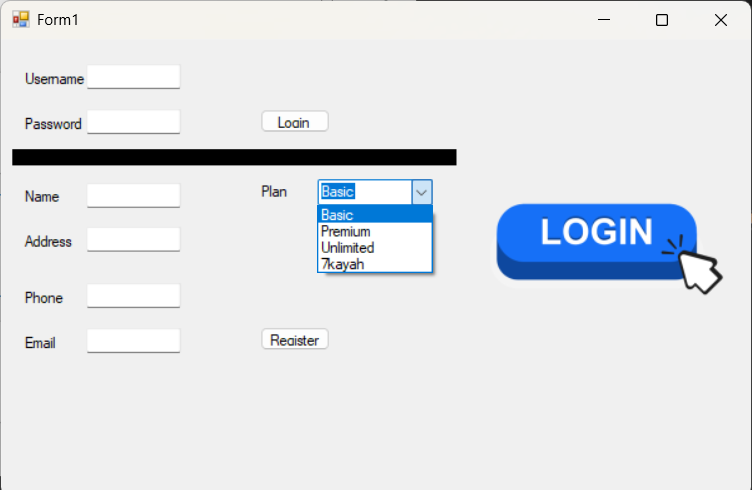 Form1
Username
Password
Login
Name
Plan
Basic
Basic
Premium
Unlimited
7kayah
Address
LOGIN
Phone
Email
Register